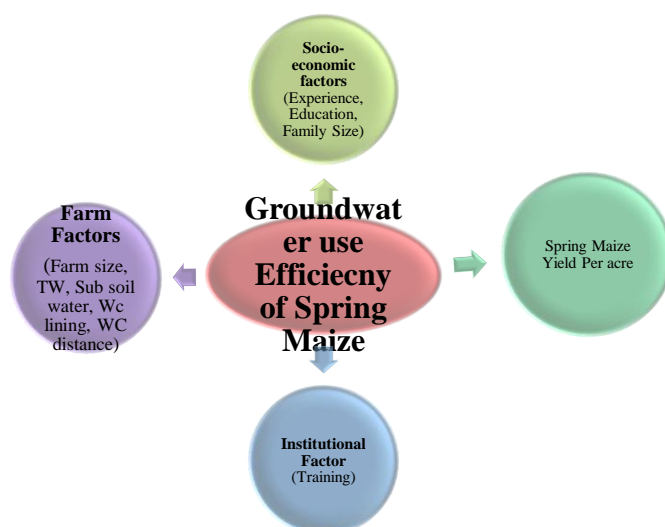 Socio-
economic
factors
(Experience,
Education,
Family Size)
Groundwat
er use
Efficiecny
of Spring
Maize
Farm
Factors
(Farm size,
TW, Sub soil
water, Wc
lining, WC
distance)
Spring Maize
Yield Per acre
Institutional
Factor
(Training)